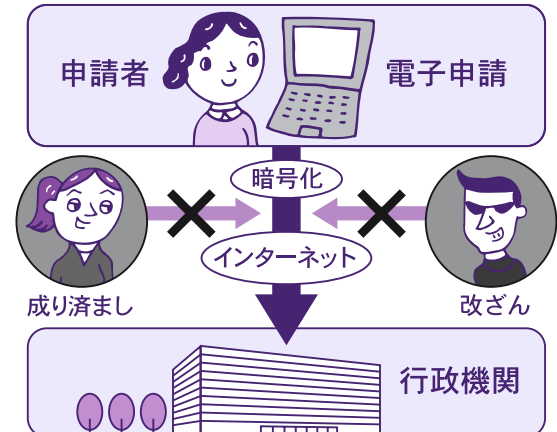 申請者
電子申請
暗号化
インターネット
成り済まし
改ざん
行政機関